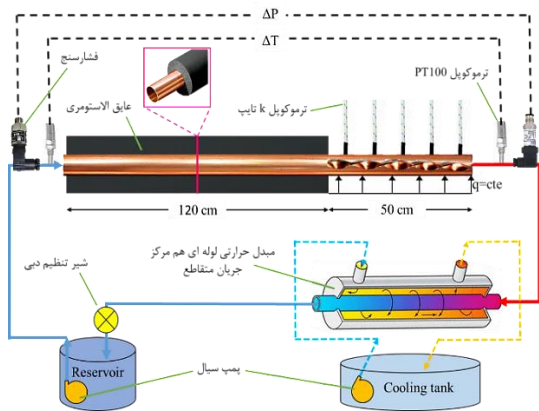 ΔP
ΔT
فشارسنج
عایق الاستومری
ترموکوپل k تایپ
ترموکوپل PT100
q=cte
120 cm
50 cm
مبدل حرارتی لوله ای هم مرکز
جریان متقاطع
شیر تنظیم دبی
Reservoir
پمپ سیال
Cooling tank